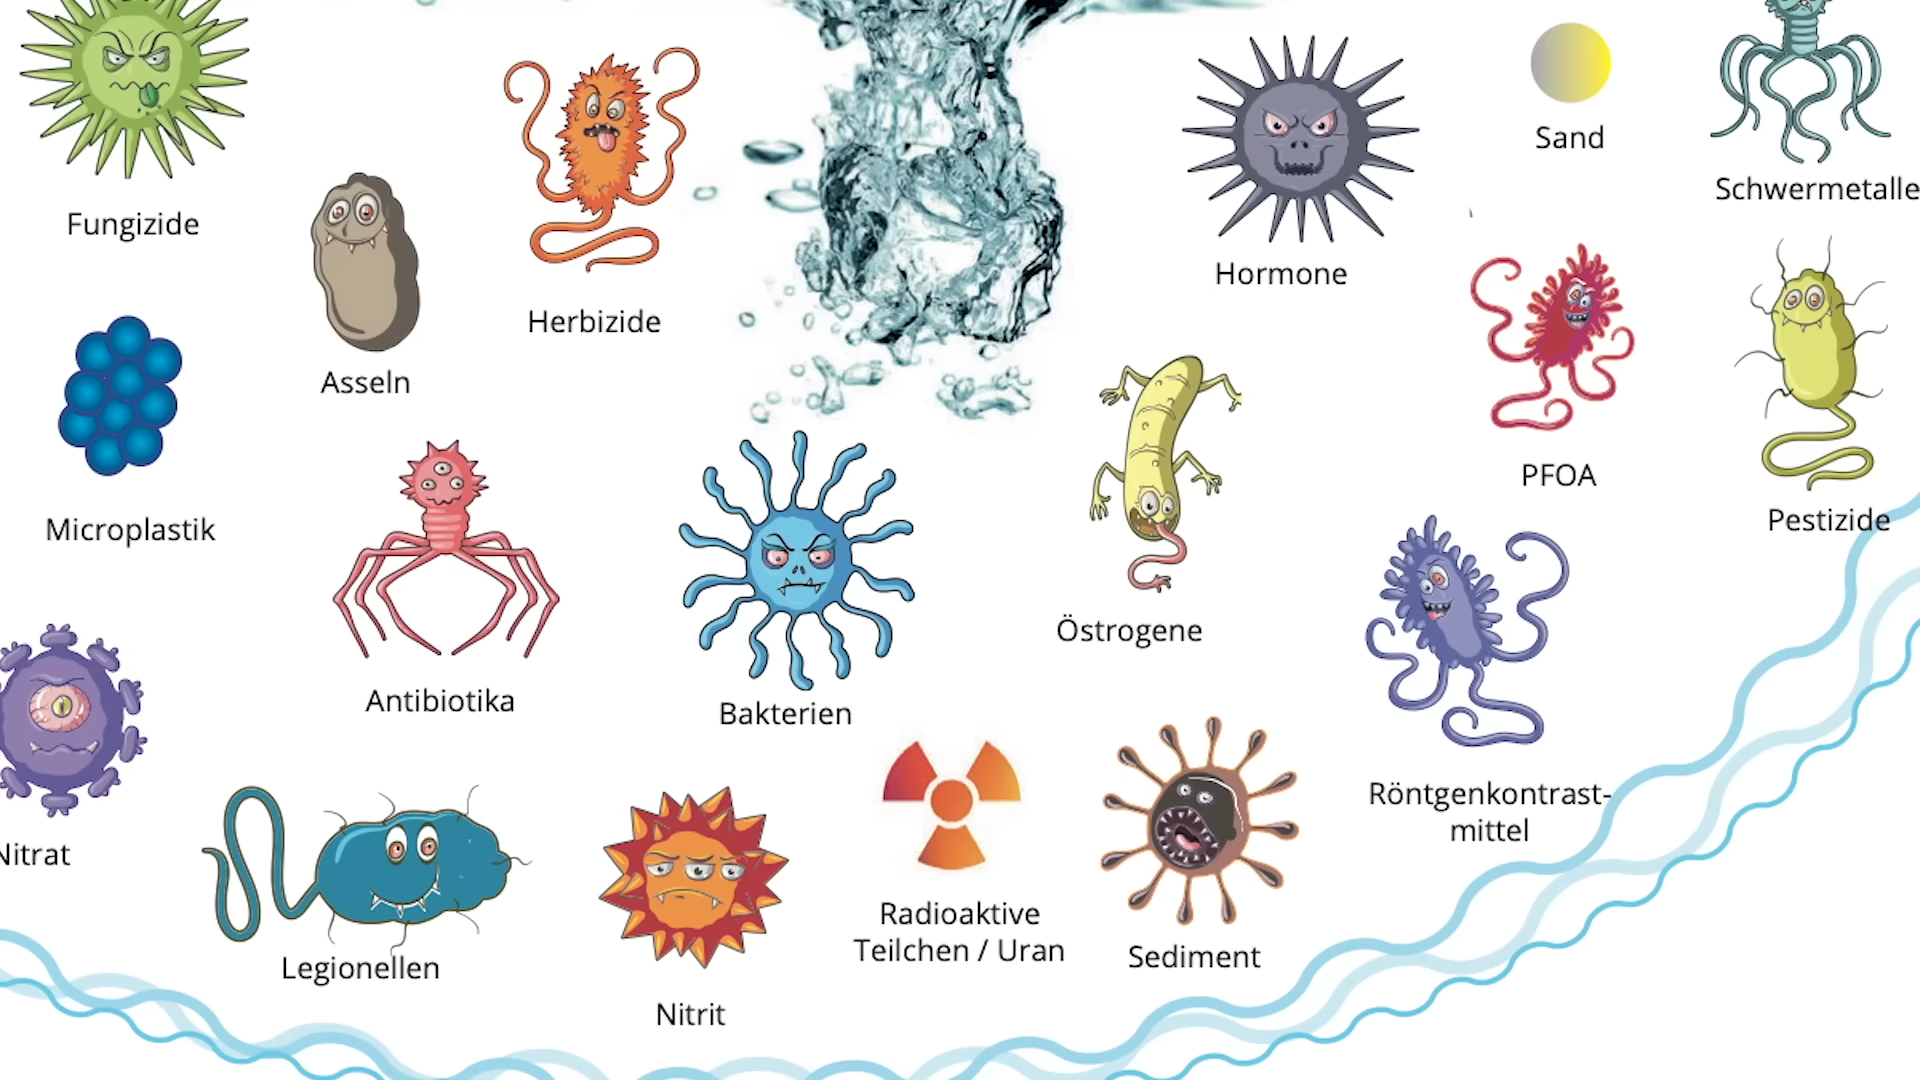 Sand
Schwermetalle
Fungizide
Hormone
Herbizide
Asseln
PFOA
Pestizide
Microplastik
Östrogene
Antibiotika
Bakterien
Röntgenkontrast-
mittel
Nitrat
Radioaktive
Teilchen / Uran
Sediment
Legionellen
Nitrit